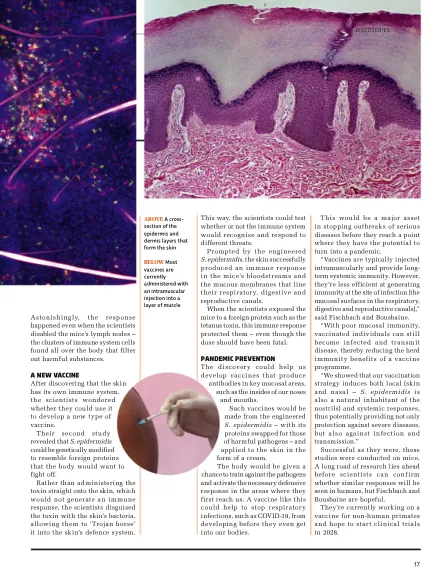 DISCOVERIES
ABOVE A cross-
section of the
epidermis and
dermis layers that
form the skin
BELOW Most
vaccines are
currently
administered with
an intramuscular
injection into a
layer of muscle
Astonishingly, the response
happened even when the scientists
disabled the mice's lymph nodes –
the clusters of immune system cells
found all over the body that filter
out harmful substances.
A NEW VACCINE
After discovering that the skin
has its own immune system,
the scientists wondered
whether they could use it
to develop a new type of
vaccine.
Their second study
revealed that S. epidermidis
could be genetically modified
to resemble foreign proteins
that the body would want to
fight off.
Rather than administering the
toxin straight onto the skin, which
would not generate an immune
response, the scientists disguised
the toxin with the skin's bacteria,
allowing them to 'Trojan horse'
it into the skin's defence system.
This way, the scientists could test
whether or not the immune system
would recognise and respond to
different threats.
Prompted by the engineered
S. epidermidis, the skin successfully
produced an immune response
in the mice's bloodstreams and
the mucous membranes that line
their respiratory, digestive and
reproductive canals.
When the scientists exposed the
mice to a foreign protein such as the
tetanus toxin, this immune response
protected them – even though the
dose should have been fatal.
PANDEMIC PREVENTION
The discovery could help us
develop vaccines that produce
antibodies in key mucosal areas,
such as the insides of our noses
and mouths.
Such vaccines would be
made from the engineered
S. epidermidis – with its
proteins swapped for those
of harmful pathogens – and
applied to the skin in the
form of a cream.
The body would be given a
chance to train against the pathogens
and activate the necessary defensive
response in the areas where they
first reach us. A vaccine like this
could help to stop respiratory
infections, such as COVID-19, from
developing before they even get
into our bodies.
This would be a major asset
in stopping outbreaks of serious
diseases before they reach a point
where they have the potential to
turn into a pandemic.
"Vaccines are typically injected
intramuscularly and provide long-
term systemic immunity. However,
they're less efficient at generating
immunity at the site of infection [the
mucosal surfaces in the respiratory,
digestive and reproductive canals],"
said Fischbach and Bousbaine.
"With poor mucosal immunity,
vaccinated individuals can still
become infected and transmit
disease, thereby reducing the herd
immunity benefits of a vaccine
programme.
"We showed that our vaccination
strategy induces both local (skin
and nasal – S. epidermidis is
also a natural inhabitant of the
nostrils) and systemic responses,
thus potentially providing not only
protection against severe diseases,
but also against infection and
transmission."
Successful as they were, these
studies were conducted on mice.
A long road of research lies ahead
before scientists can confirm
whether similar responses will be
seen in humans, but Fischbach and
Bousbaine are hopeful.
They're currently working on a
vaccine for non-human primates
and hope to start clinical trials
in 2028.
17